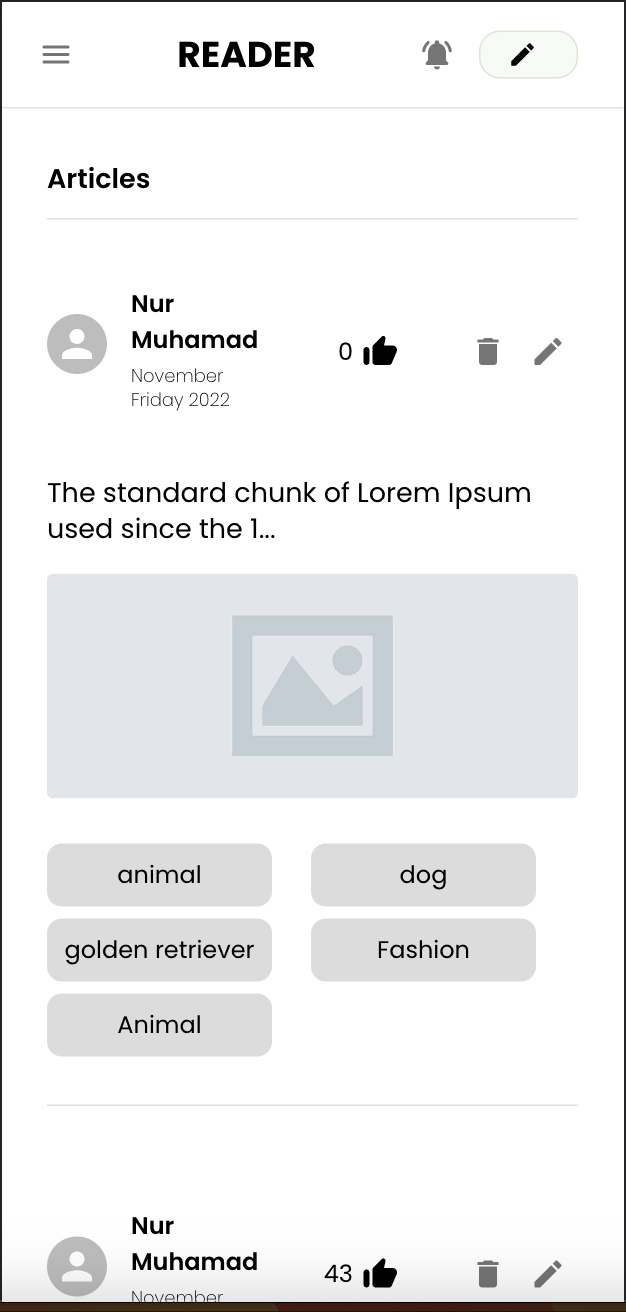 READER
Articles
Nur
Muhamad
November
Friday 2022
0
The standard chunk of Lorem Ipsum
used since the 1...
animal
dog
golden retriever
Fashion
Animal
Nur
Muhamad
November
43